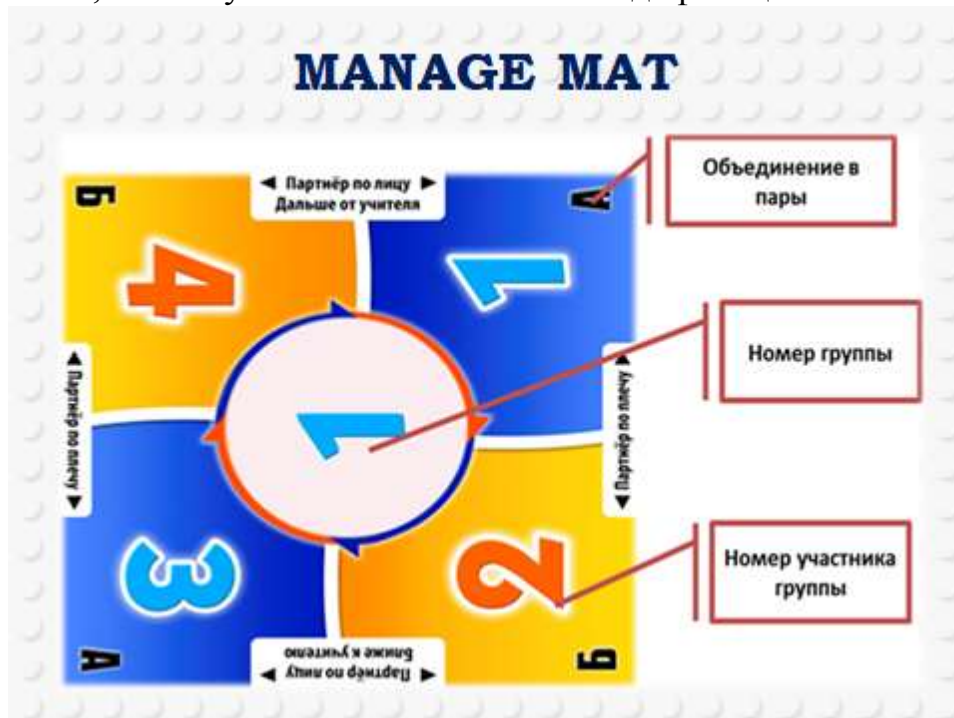 MANAGE MAT
Б
◄ Партнёр по лицу ►
Дальше от учителя
А
Объединение в
пары
4
1
◄ Партнёр по плечу ►
1
◄ Партнёр по плечу ►
Номер группы
3
2
Номер участника
группы
А
Партнёр по лицу
Ближе к учителю
Б